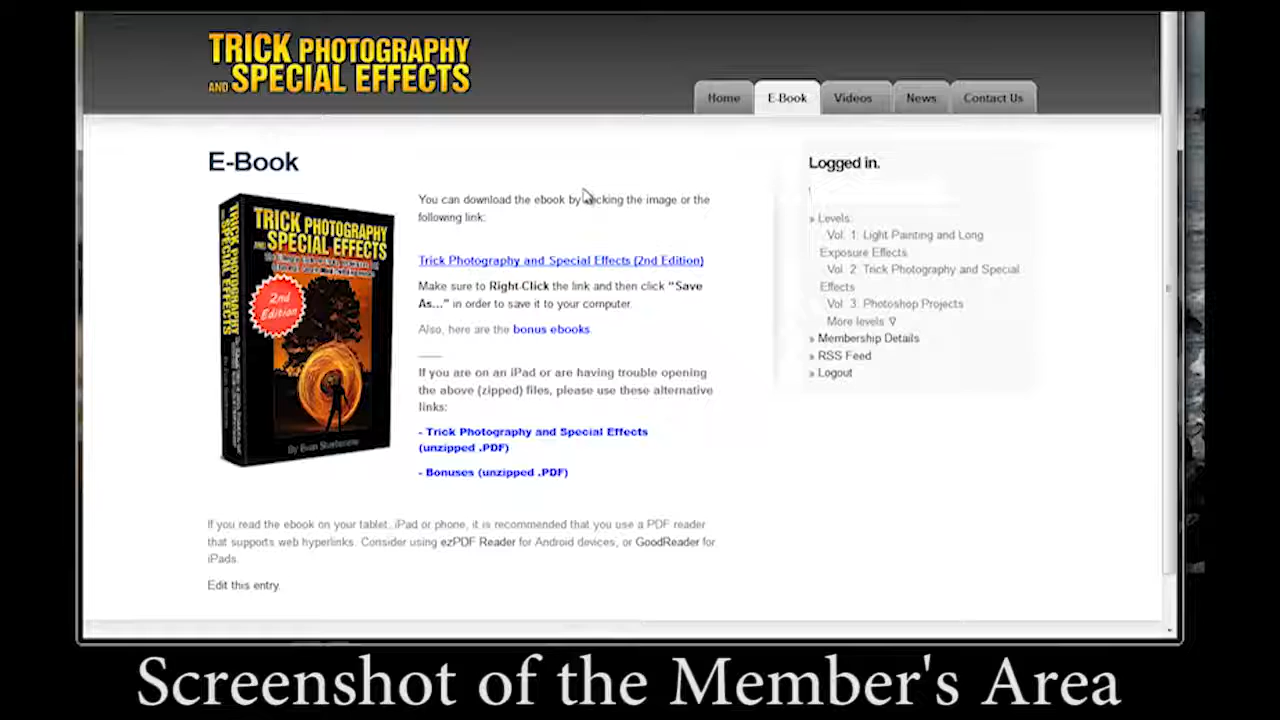 TRICK PHOTOGRAPHY
AND SPECIAL EFFECTS
Home
E-Book
Videos
News
Contact Us
E-Book
TRICK PHOTOGRAPHY
AND SPECIAL EFFECTS
2nd
Edition
TRICK PHOTOGRAPHY
AND SPECIAL EFFECTS
You can download the ebook by clicking the image or the
following link:
Trick Photography and Special Effects (2nd Edition)
Make sure to Right-Click the link and then click “Save
As...” in order to save it to your computer.
Also, here are the bonus ebooks.
If you are on an iPad or are having trouble opening
the above (zipped) files, please use these alternative
links:
- Trick Photography and Special Effects
(unzipped .PDF)
- Bonuses (unzipped .PDF)
If you read the ebook on your tablet, iPad or phone, it is recommended that you use a PDF reader
that supports web hyperlinks. Consider using ezPDF Reader for Android devices, or GoodReader for
iPads.
Edit this entry.
Logged in.
» Levels:
Vol. 1: Light Painting and Long
Exposure Effects
Vol. 2: Trick Photography and Special
Effects
Vol. 3: Photoshop Projects
More levels ∇
» Membership Details
» RSS Feed
» Logout
Screenshot of the Member's Area